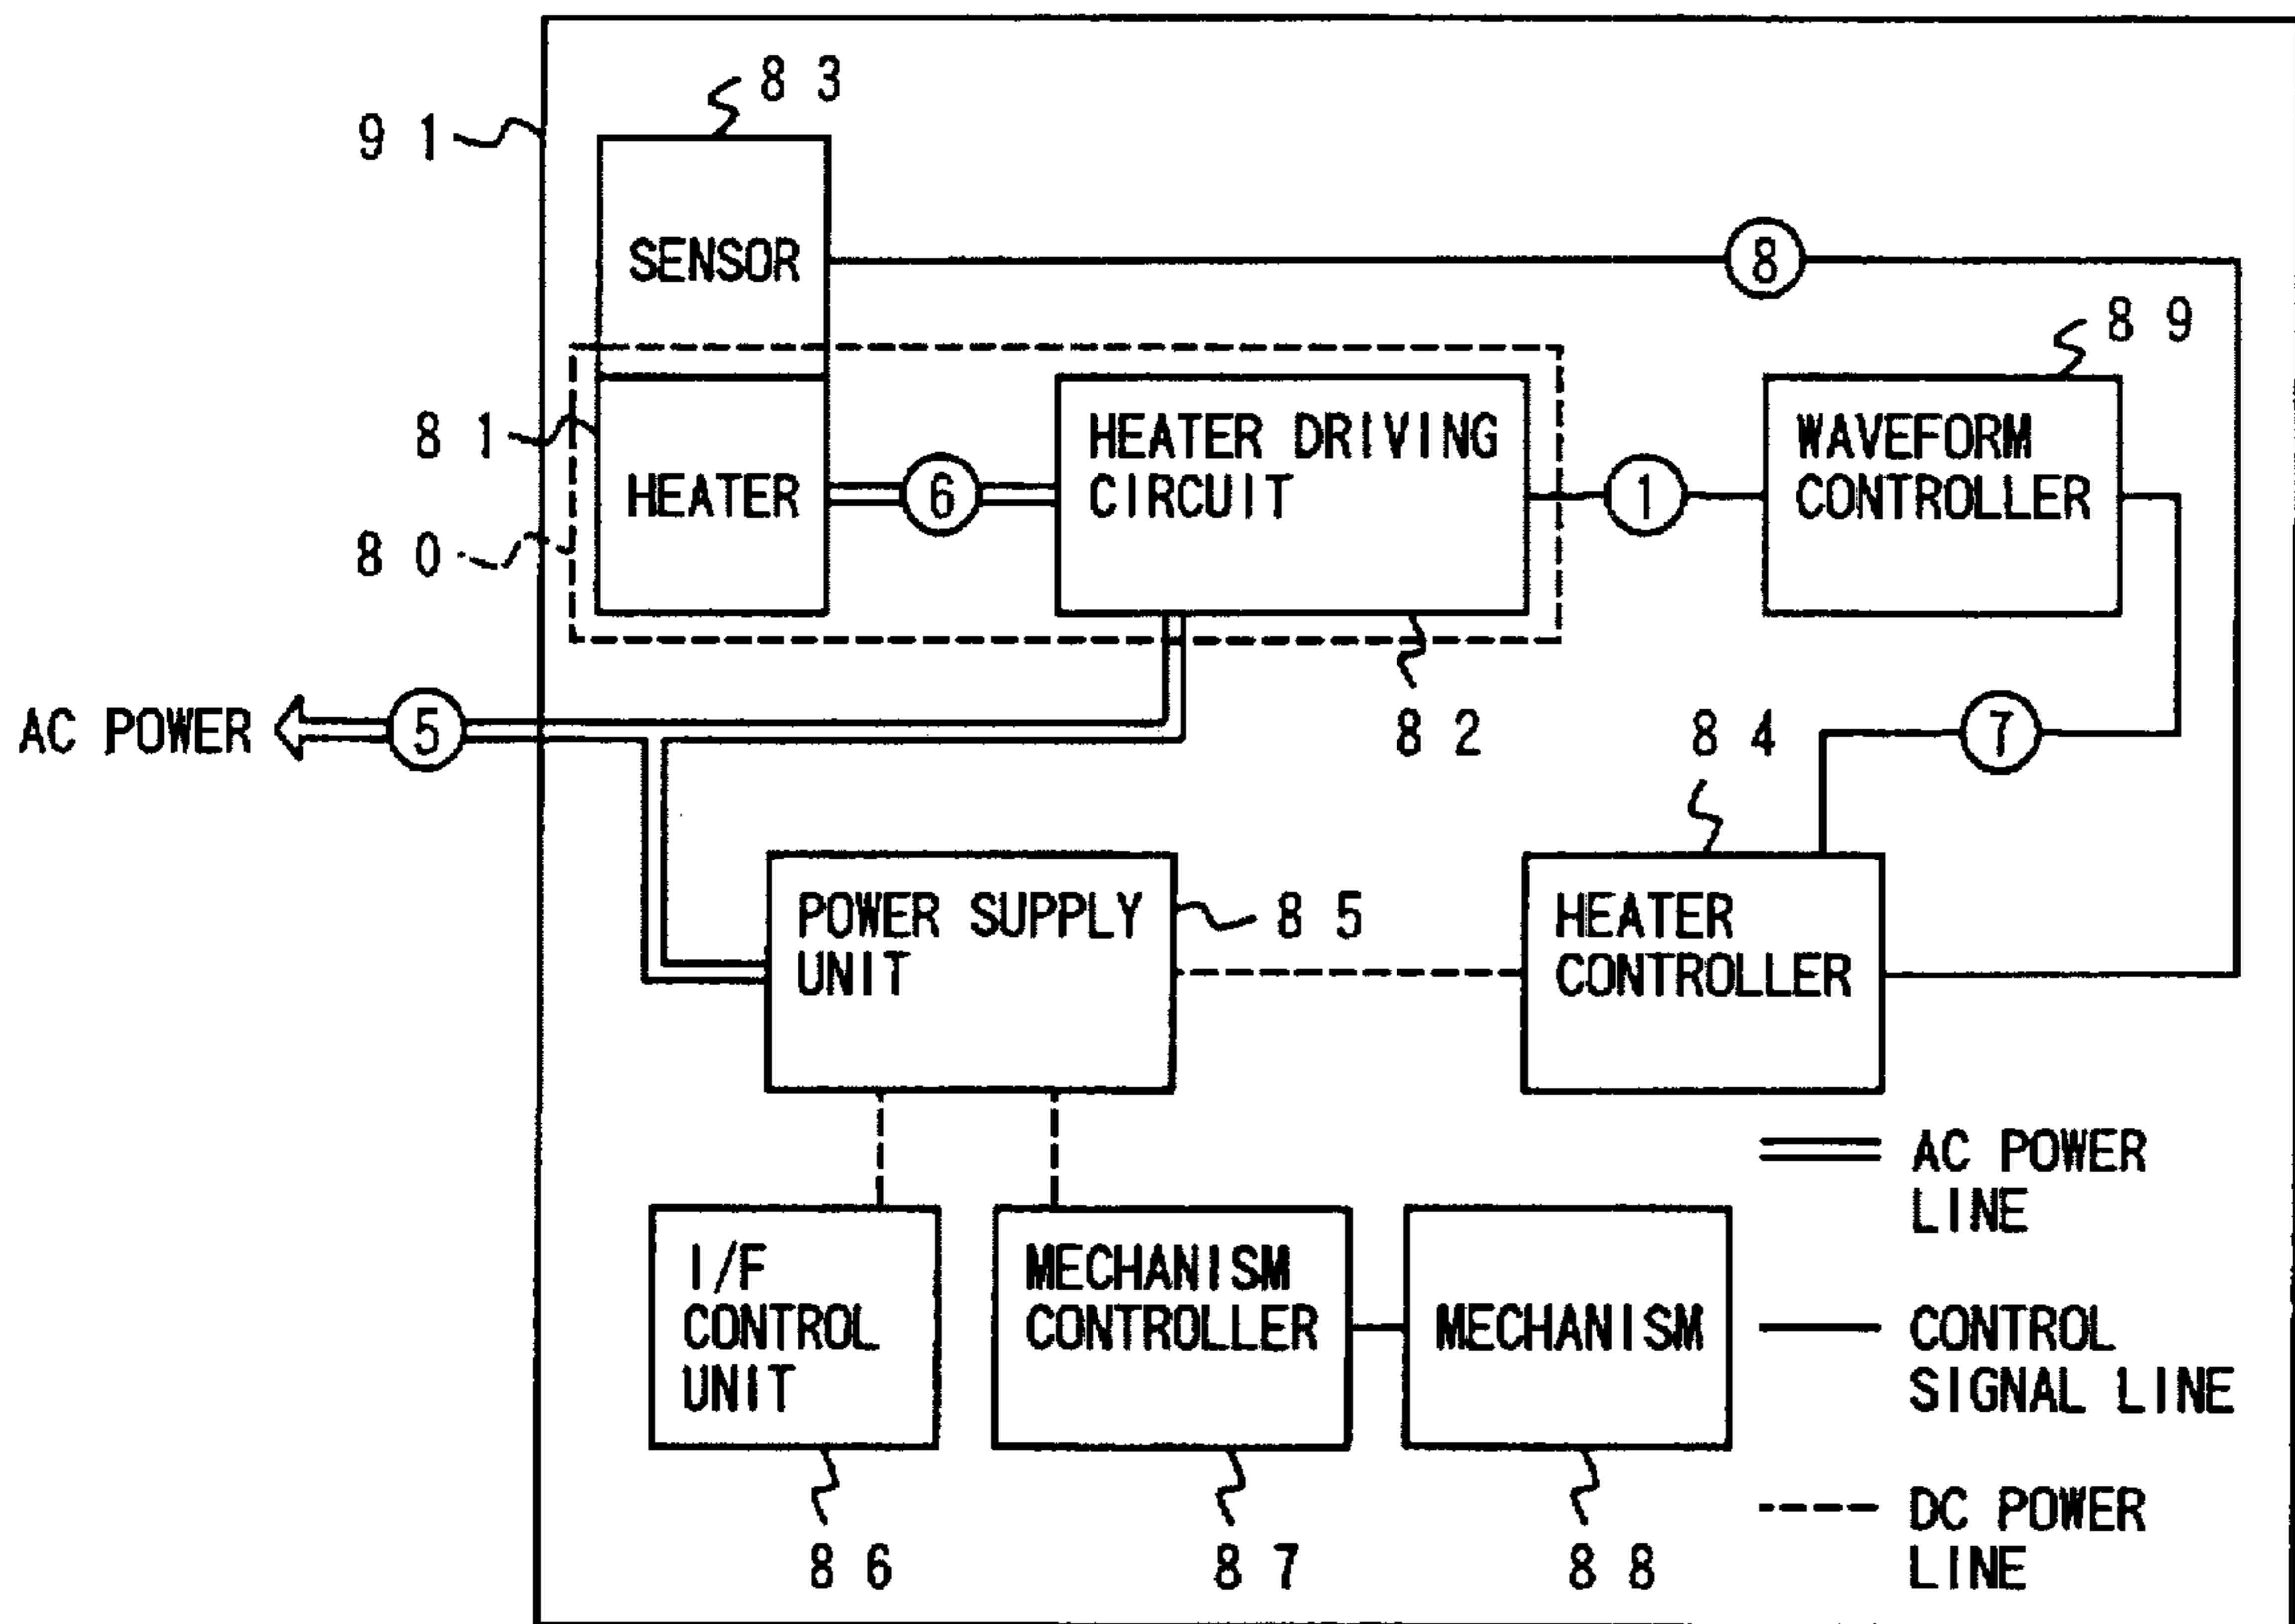 8 3
9 1
SENSOR
8
8 9
8 1
HEATER
6
HEATER DRIVING
CIRCUIT
1
WAVEFORM
CONTROLLER
8 0
AC POWER
5
8 2
8 4
7
POWER SUPPLY
UNIT
8 5
HEATER
CONTROLLER
I/F
CONTROL
UNIT
MECHANISM
CONTROLLER
MECHANISM
AC POWER
LINE
CONTROL
SIGNAL LINE
DC POWER
LINE
8 6
8 7
8 8